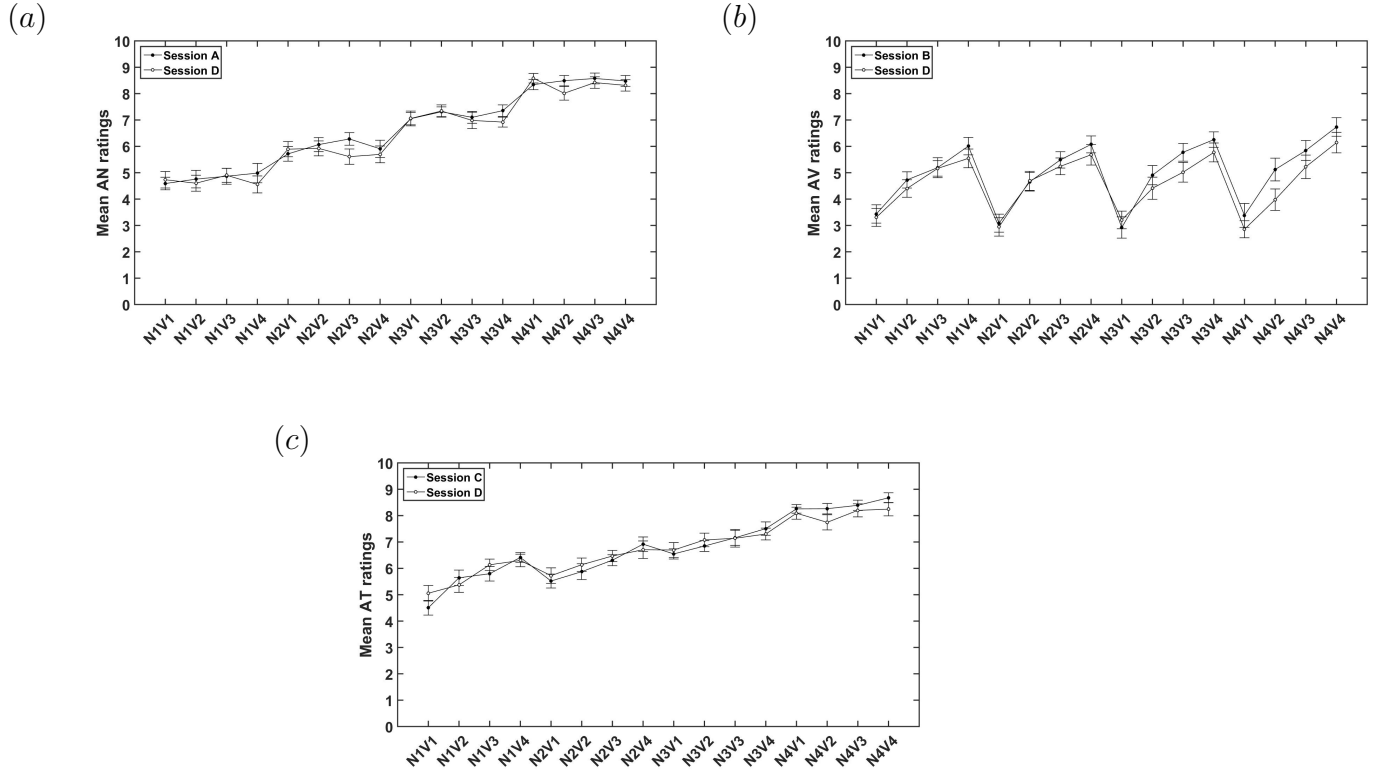 (a)
Mean AN ratings
10
9
8
7
6
5
4
3
2
1
0
Session A
Session D
N1V1 N1V2 N1V3 N1V4 N2V1 N2V2 N2V3 N2V4 N3V1 N3V2 N3V3 N3V4 N4V1 N4V2 N4V3 N4V4
(b)
Mean AV ratings
10
9
8
7
6
5
4
3
2
1
0
Session B
Session D
N1V1 N1V2 N1V3 N1V4 N2V1 N2V2 N2V3 N2V4 N3V1 N3V2 N3V3 N3V4 N4V1 N4V2 N4V3 N4V4
(c)
Mean AT ratings
10
9
8
7
6
5
4
3
2
1
0
Session C
Session D
N1V1 N1V2 N1V3 N1V4 N2V1 N2V2 N2V3 N2V4 N3V1 N3V2 N3V3 N3V4 N4V1 N4V2 N4V3 N4V4